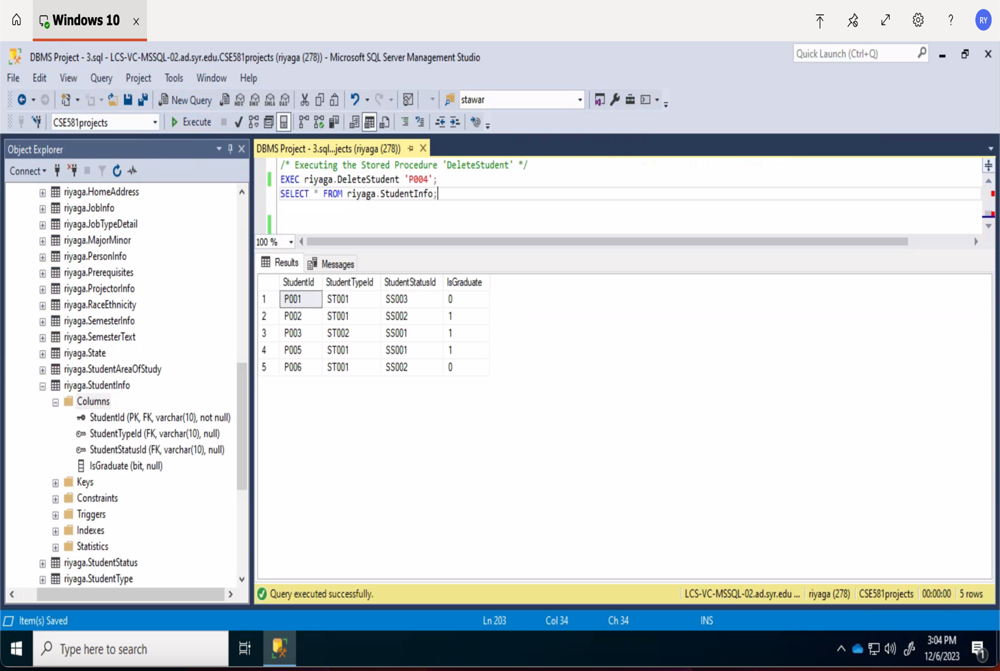 Windows 10 x
? RY
DBMS Project - 3.sql - LCS-VC-MSSQL-02.ad.syr.edu.CSE581projects (riyaga (278)) - Microsoft SQL Server Management Studio
Quick Launch (Ctrl+Q)
File Edit View Query Project Tools Window Help
New Query
MDX DMX XMLA DAX
stawar
CSE581projects
Execute
Object Explorer
DBMS Project - 3.sql...jects (riyaga (278))
Connect
riyaga.HomeAddress
riyaga.JobInfo
riyaga.JobTypeDetail
riyaga.MajorMinor
riyaga.PersonInfo
riyaga.Prerequisites
riyaga.ProjectorInfo
riyaga.RaceEthnicity
riyaga.SemesterInfo
riyaga.SemesterText
riyaga.State
riyaga.StudentAreaOfStudy
riyaga.StudentInfo
Columns
StudentId (PK, FK, varchar(10), not null)
StudentTypeId (FK, varchar(10), null)
StudentStatusId (FK, varchar(10), null)
IsGraduate (bit, null)
Keys
Constraints
Triggers
Indexes
Statistics
riyaga.StudentStatus
riyaga.StudentType
/* Executing the Stored Procedure 'DeleteStudent' */
EXEC riyaga.DeleteStudent 'P004';
SELECT * FROM riyaga.StudentInfo;
100 %
Results Messages
StudentId StudentTypeId StudentStatusId IsGraduate
1 P001 ST001 SS003 0
2 P002 ST001 SS002 1
3 P003 ST002 SS001 1
4 P005 ST001 SS001 1
5 P006 ST001 SS002 0
Query executed successfully.
LCS-VC-MSSQL-02.ad.syr.edu ... riyaga (278) CSE581projects 00:00:00 5 rows
Item(s) Saved
Ln 203 Col 34 Ch 34 INS
Type here to search
3:04 PM
12/6/2023
1